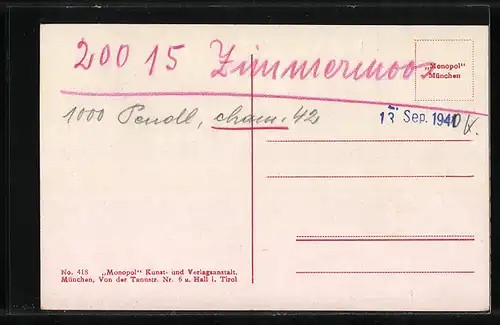 200 15 Zimmermoos
"Monopol"
München
1000 Pendl, cham. 42
13 Sep. 1941
No. 418 „Monopol" Kunst- und Verlagsanstalt.
München, Von der Tannstr. Nr. 6 u. Hall i. Tirol